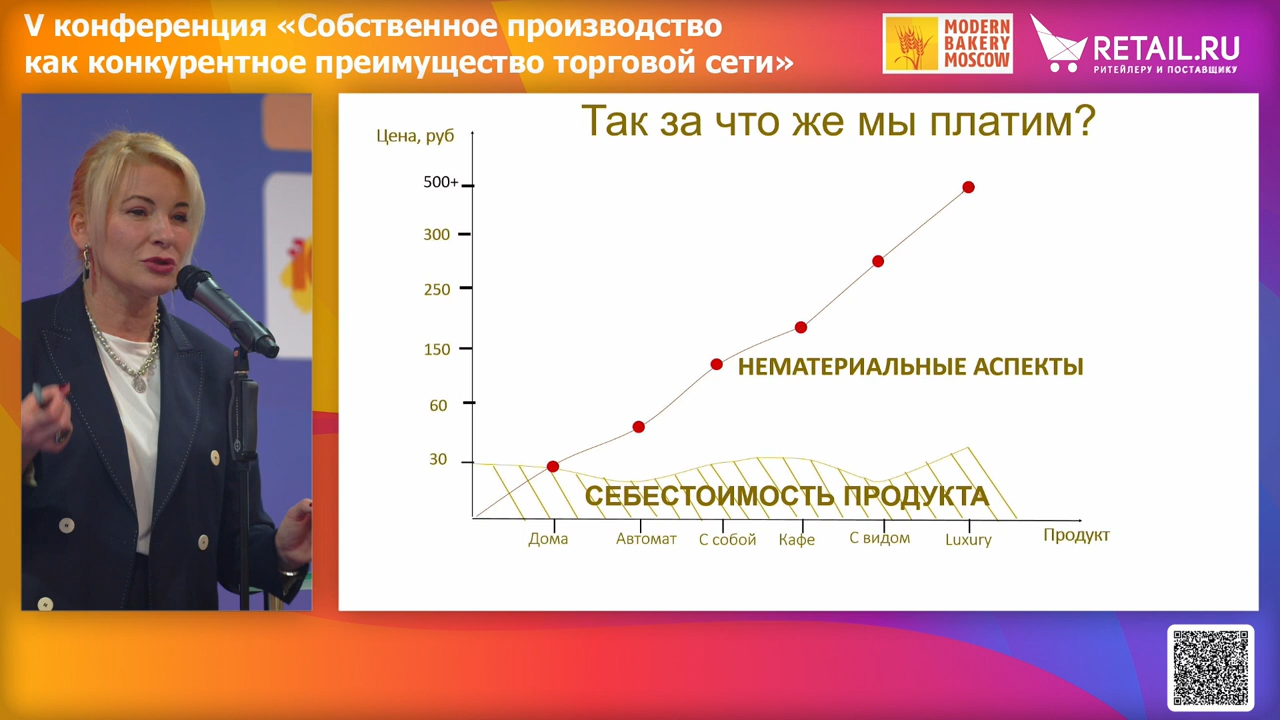 V конференция «Собственное производство
как конкурентное преимущество торговой сети»
MODERN
BAKERY
MOSCOW
RETAIL.RU
РИТЕЙЛЕРУ И ПОСТАВЩИКУ
Так за что же мы платим?
Цена, руб
500+
300
250
150
60
30
НЕМАТЕРИАЛЬНЫЕ АСПЕКТЫ
СЕБЕСТОИМОСТЬ ПРОДУКТА
Дома
Автомат
С собой
Кафе
С видом
Luxury
Продукт